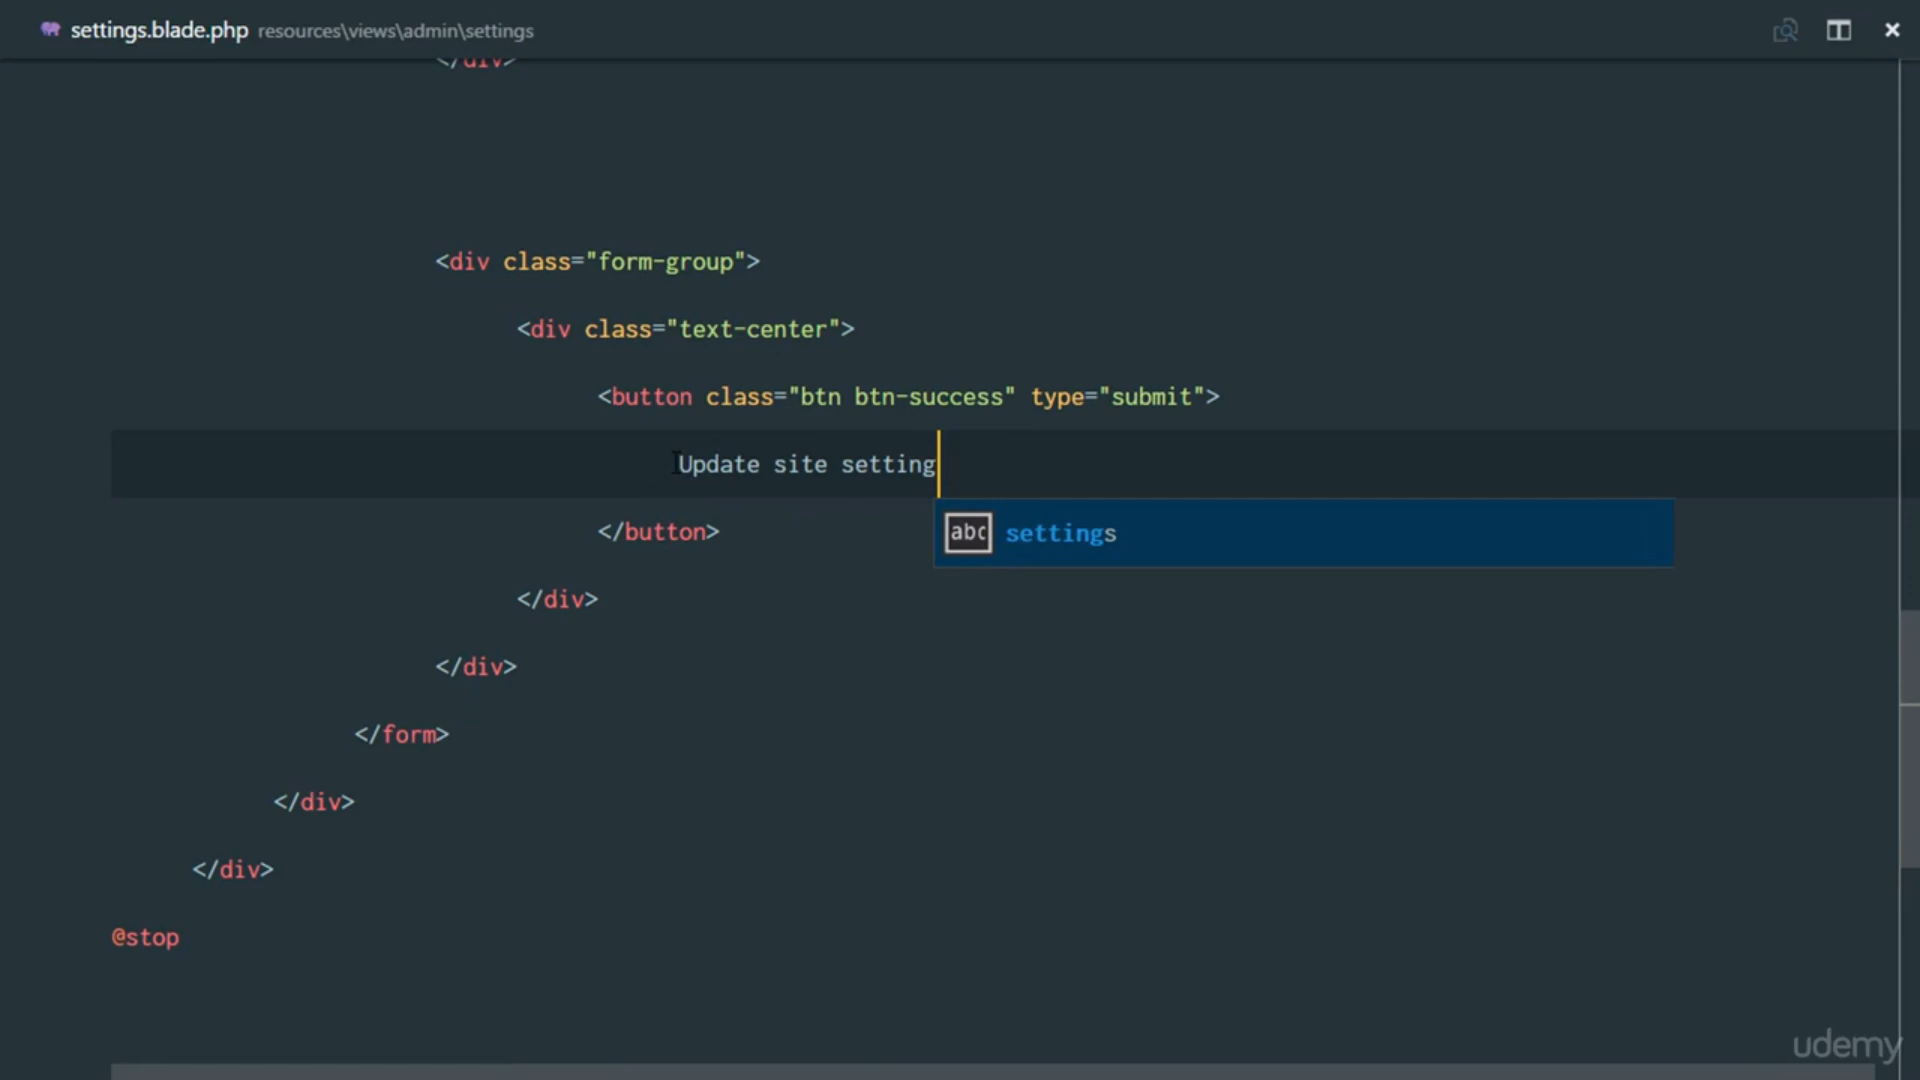 settings.blade.php resources\views\admin\settings
</div>
<div class="form-group">
<div class="text-center">
<button class="btn btn-success" type="submit">
Update site setting
abc settings
</button>
</div>
</div>
</form>
</div>
</div>
@stop
udemy